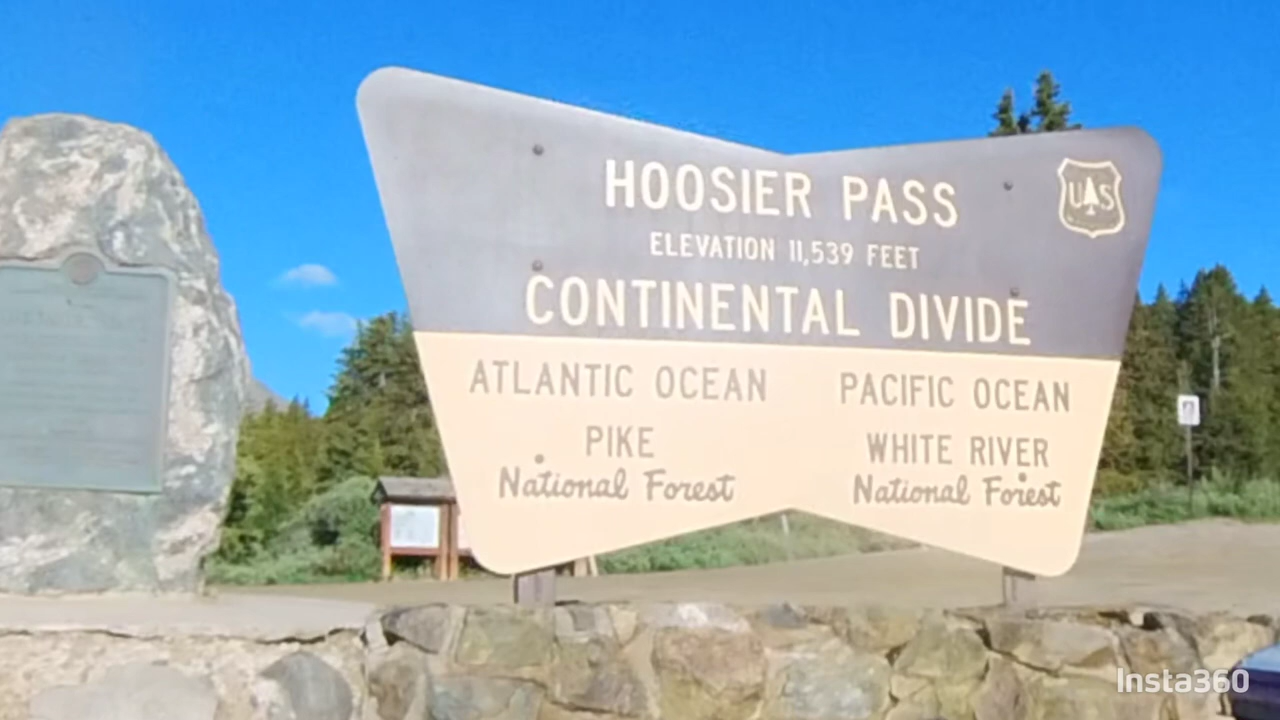 HOOSIER PASS
ELEVATION 11,539 FEET
CONTINENTAL DIVIDE
UAS
ATLANTIC OCEAN
PACIFIC OCEAN
PIKE
National Forest
WHITE RIVER
National Forest
Insta360